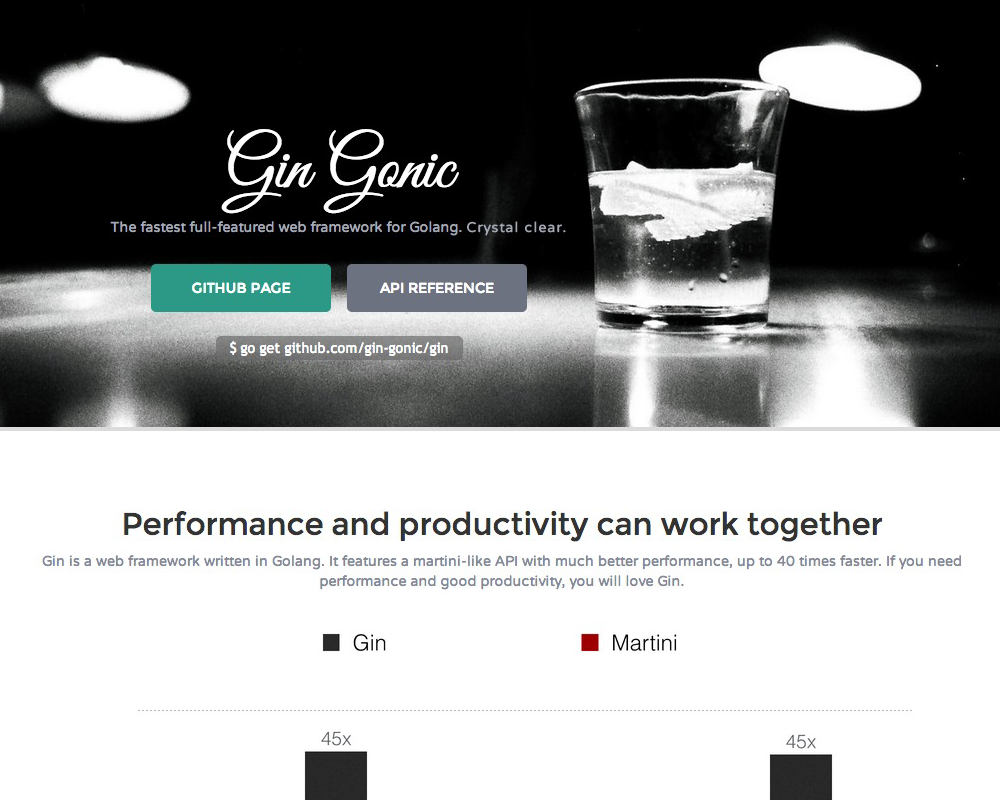 Gin Gonic
The fastest full-featured web framework for Golang. Crystal clear.
GITHUB PAGE API REFERENCE
$ go get github.com/gin-gonic/gin
Performance and productivity can work together
Gin is a web framework written in Golang. It features a martini-like API with much better performance, up to 40 times faster. If you need
performance and good productivity, you will love Gin.
Gin Martini
45x 45x